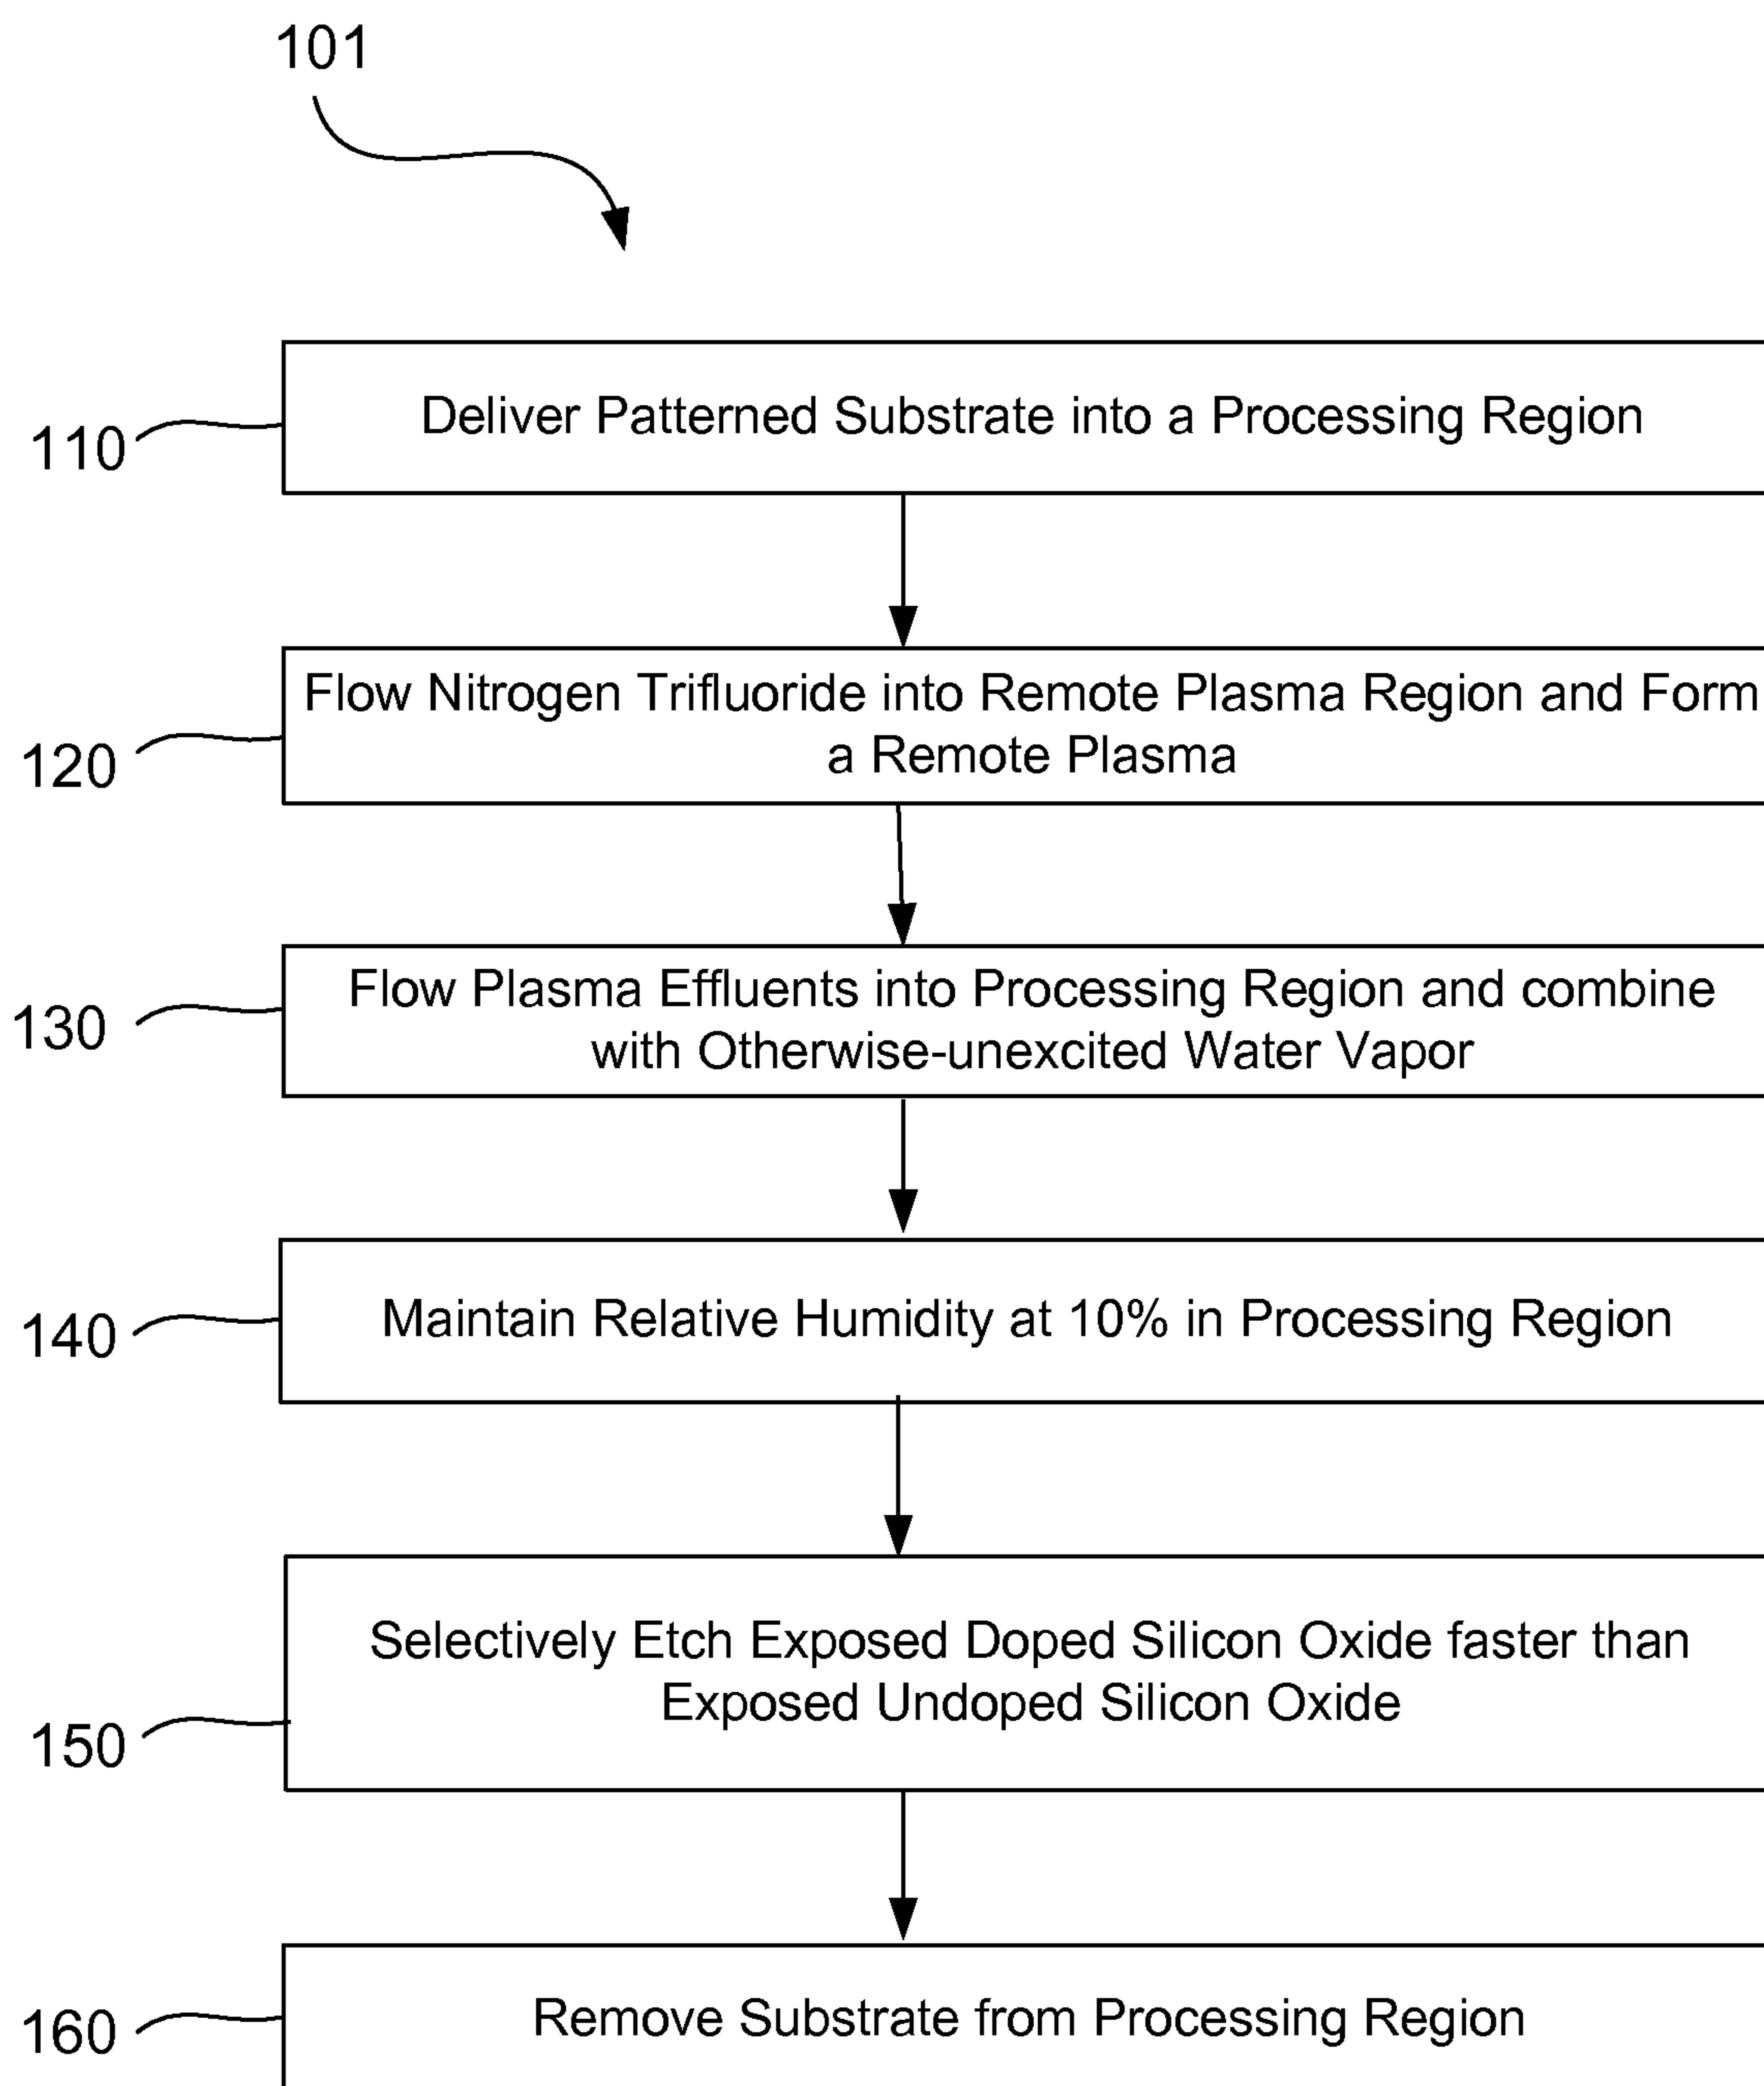 101
110
Deliver Patterned Substrate into a Processing Region
120
Flow Nitrogen Trifluoride into Remote Plasma Region and Form
a Remote Plasma
130
Flow Plasma Effluents into Processing Region and combine
with Otherwise-unexcited Water Vapor
140
Maintain Relative Humidity at 10% in Processing Region
150
Selectively Etch Exposed Doped Silicon Oxide faster than
Exposed Undoped Silicon Oxide
160
Remove Substrate from Processing Region